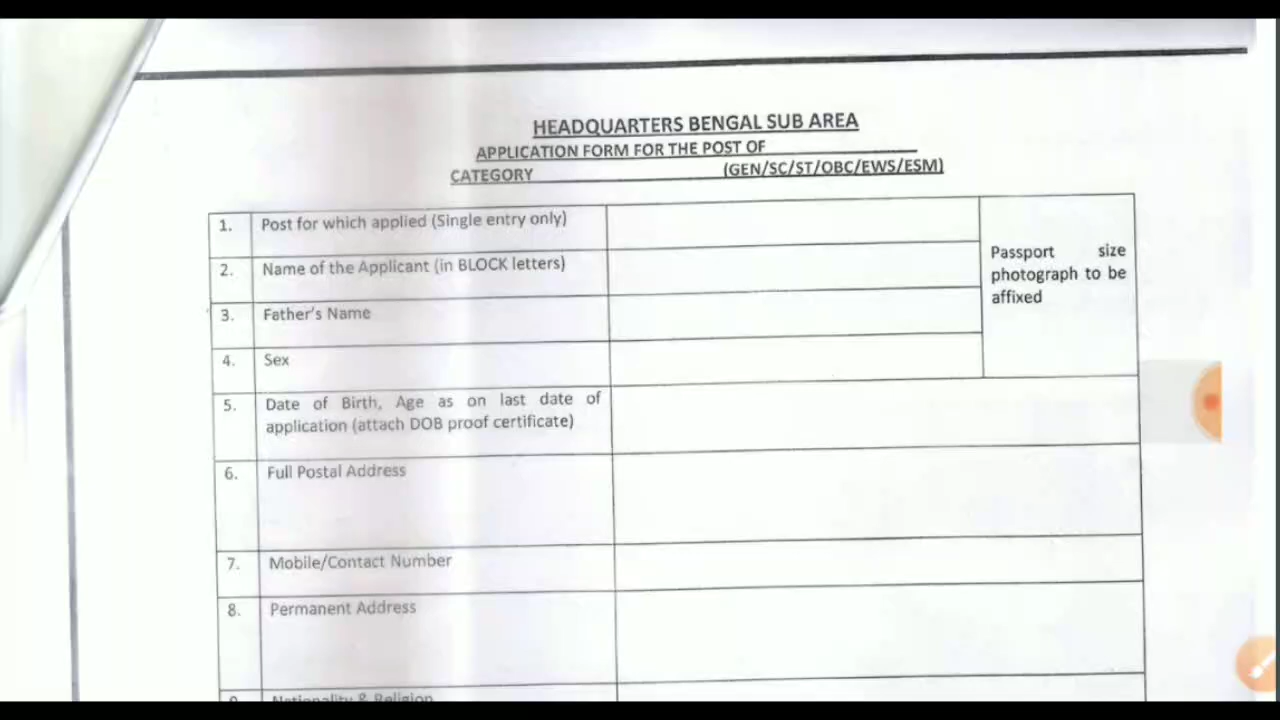 HEADQUARTERS BENGAL SUB AREA
APPLICATION FORM FOR THE POST OF
CATEGORY (GEN/SC/ST/OBC/EWS/ESM)
1. Post for which applied (Single entry only)
Passport size
photograph to be
affixed
2. Name of the Applicant (in BLOCK letters)
3. Father's Name
4. Sex
5. Date of Birth, Age as on last date of
application (attach DOB proof certificate)
6. Full Postal Address
7. Mobile/Contact Number
8. Permanent Address
9. Nationality & Religion